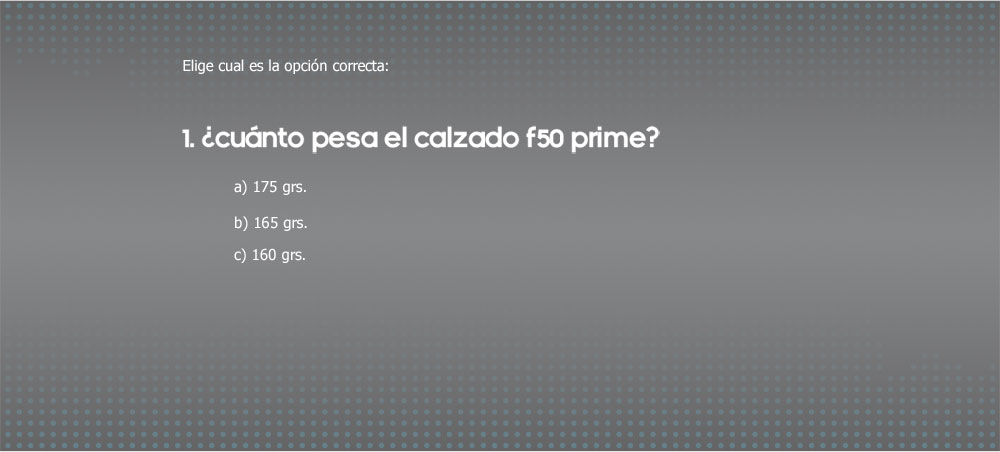 Elige cual es la opción correcta:
1. ¿cuánto pesa el calzado f50 prime?
a) 175 grs.
b) 165 grs.
c) 160 grs.